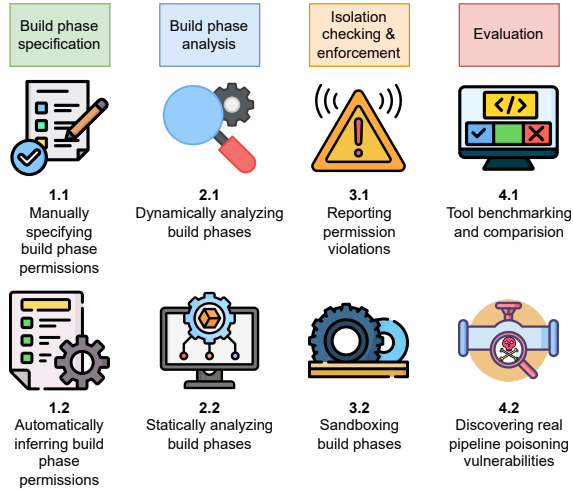 Build phase
specification
Build phase
analysis
Isolation
checking &
enforcement
Evaluation
</>
1.1
Manually
specifying
build phase
permissions
2.1
Dynamically analyzing
build phases
3.1
Reporting
permission
violations
4.1
Tool benchmarking
and comparision
1.2
Automatically
inferring build
phase
permissions
2.2
Statically analyzing
build phases
3.2
Sandboxing
build phases
4.2
Discovering real
pipeline poisoning
vulnerabilities